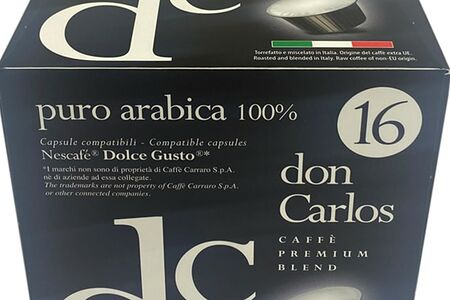 dc
Torrefatto e miscelato in Italia. Origine del caffè extra UE.
Roasted and blended in Italy. Raw coffee of non-EU origin.
puro arabica 100%
16
Capsule compatibili - Compatible capsules
Nescafé® Dolce Gusto®*
*I marchi non sono di proprietà di Caffè Carraro S.p.A.
nè di aziende ad essa collegate.
The trademarks are not property of Caffè Carraro S.p.A.
or other connected companies.
don
Carlos
CAFFÈ
PREMIUM
BLEND
dc